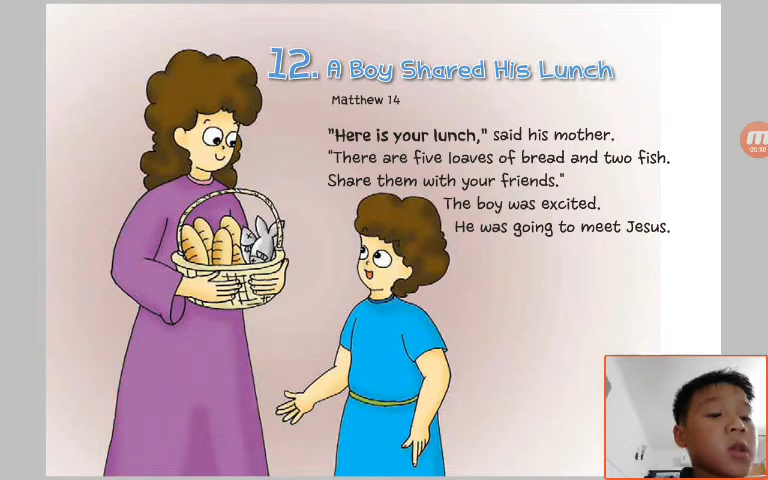 12. A Boy Shared His Lunch
Matthew 14
"Here is your lunch," said his mother.
"There are five loaves of bread and two fish.
Share them with your friends."
The boy was excited.
He was going to meet Jesus.
05:30